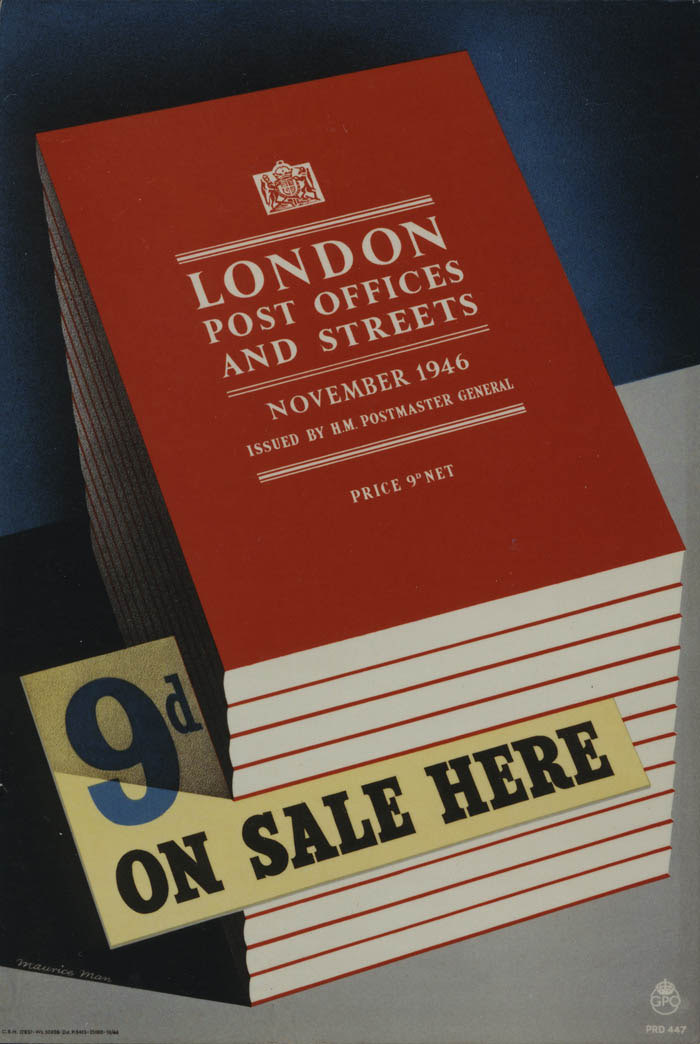 LONDON
POST OFFICES
AND STREETS
NOVEMBER 1946
ISSUED BY H.M. POSTMASTER GENERAL
PRICE 9D NET
9d
ON SALE HERE
Maurice Man
GPO
PRD 447